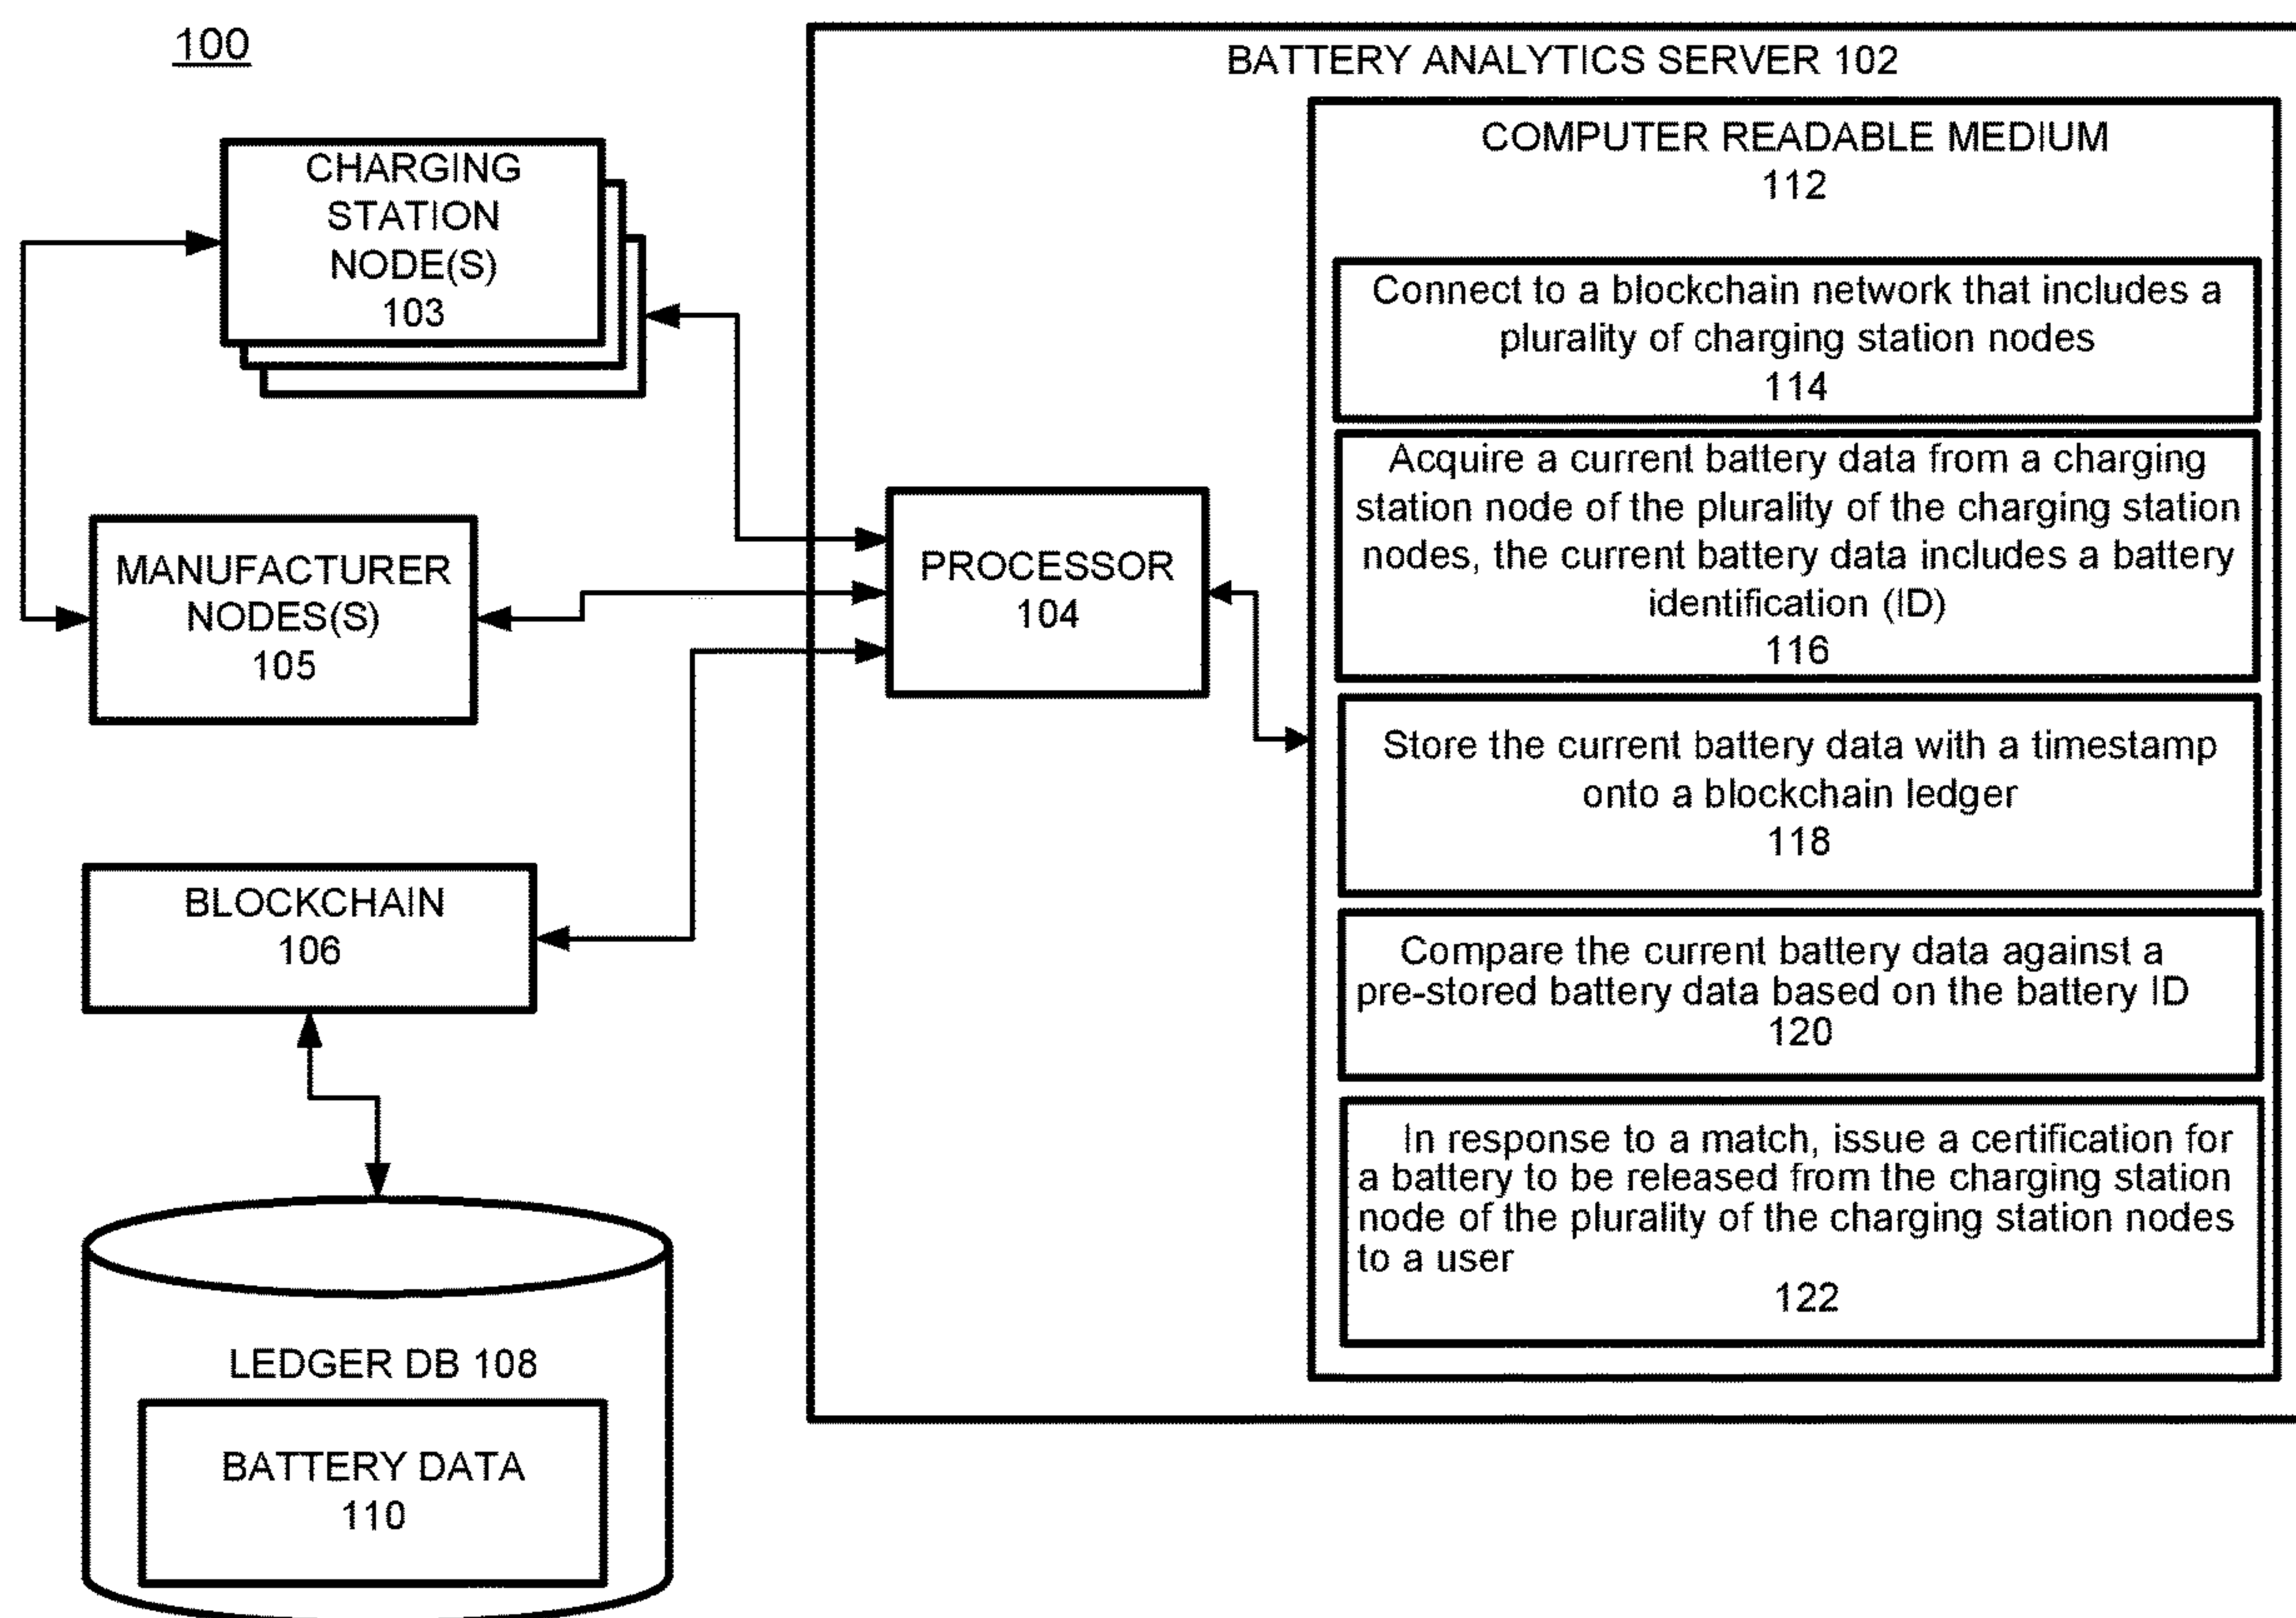 100
CHARGING
STATION
NODE(S)
103
MANUFACTURER
NODES(S)
105
BLOCKCHAIN
106
LEDGER DB 108
BATTERY DATA
110
BATTERY ANALYTICS SERVER 102
PROCESSOR
104
COMPUTER READABLE MEDIUM
112
Connect to a blockchain network that includes a
plurality of charging station nodes
114
Acquire a current battery data from a charging
station node of the plurality of the charging station
nodes, the current battery data includes a battery
identification (ID)
116
Store the current battery data with a timestamp
onto a blockchain ledger
118
Compare the current battery data against a
pre-stored battery data based on the battery ID
120
In response to a match, issue a certification for
a battery to be released from the charging station
node of the plurality of the charging station nodes
to a user
122